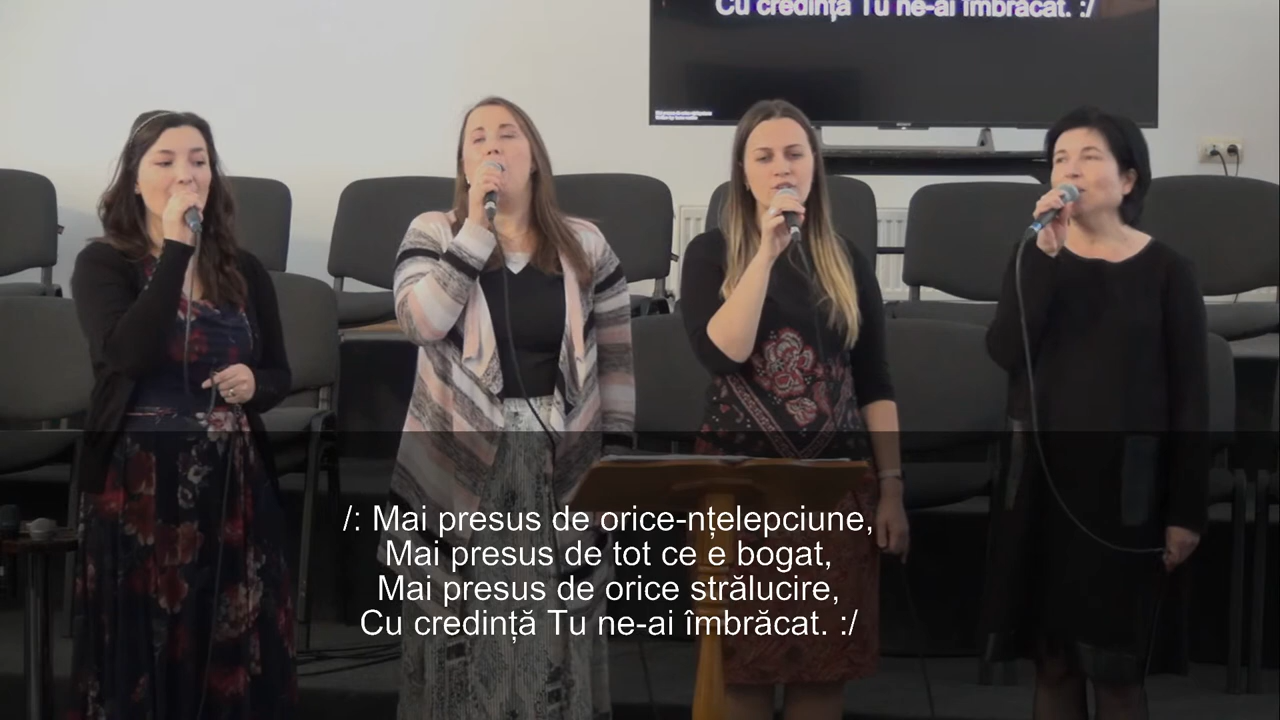 Cu credința Tu ne-ai îmbrăcat. :/
/: Mai presus de orice-nțelepciune,
Mai presus de tot ce e bogat,
Mai presus de orice strălucire,
Cu credință Tu ne-ai îmbrăcat. :/